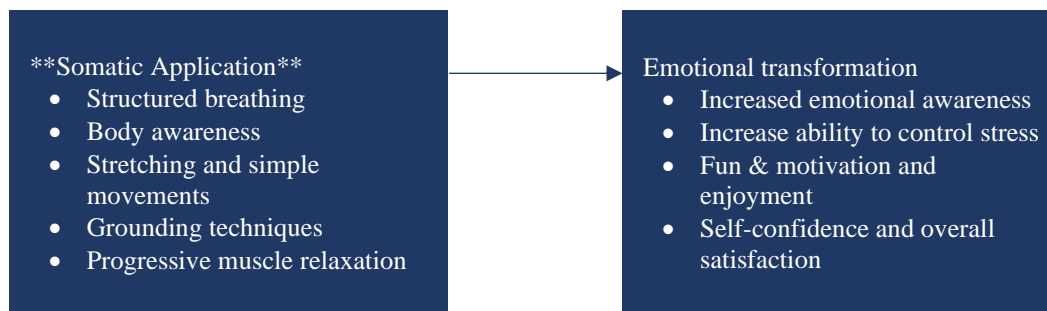 **Somatic Application**
• Structured breathing
• Body awareness
• Stretching and simple
movements
• Grounding techniques
• Progressive muscle relaxation
Emotional transformation
• Increased emotional awareness
• Increase ability to control stress
• Fun & motivation and
enjoyment
• Self-confidence and overall
satisfaction